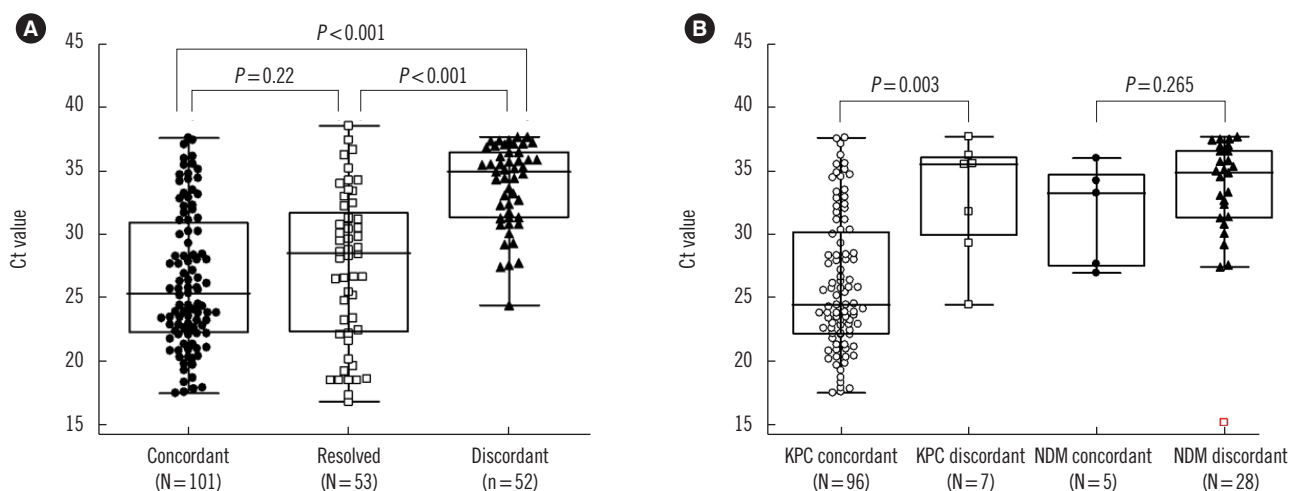 A
45
40
35
30
25
20
15
Ct value
P<0.001
P=0.22
P<0.001
Concordant
(N=101)
Resolved
(N=53)
Discordant
(n=52)
B
45
40
35
30
25
20
15
Ct value
P=0.003
P=0.265
KPC concordant
(N=96)
KPC discordant
(N=7)
NDM concordant
(N=5)
NDM discordant
(N=28)